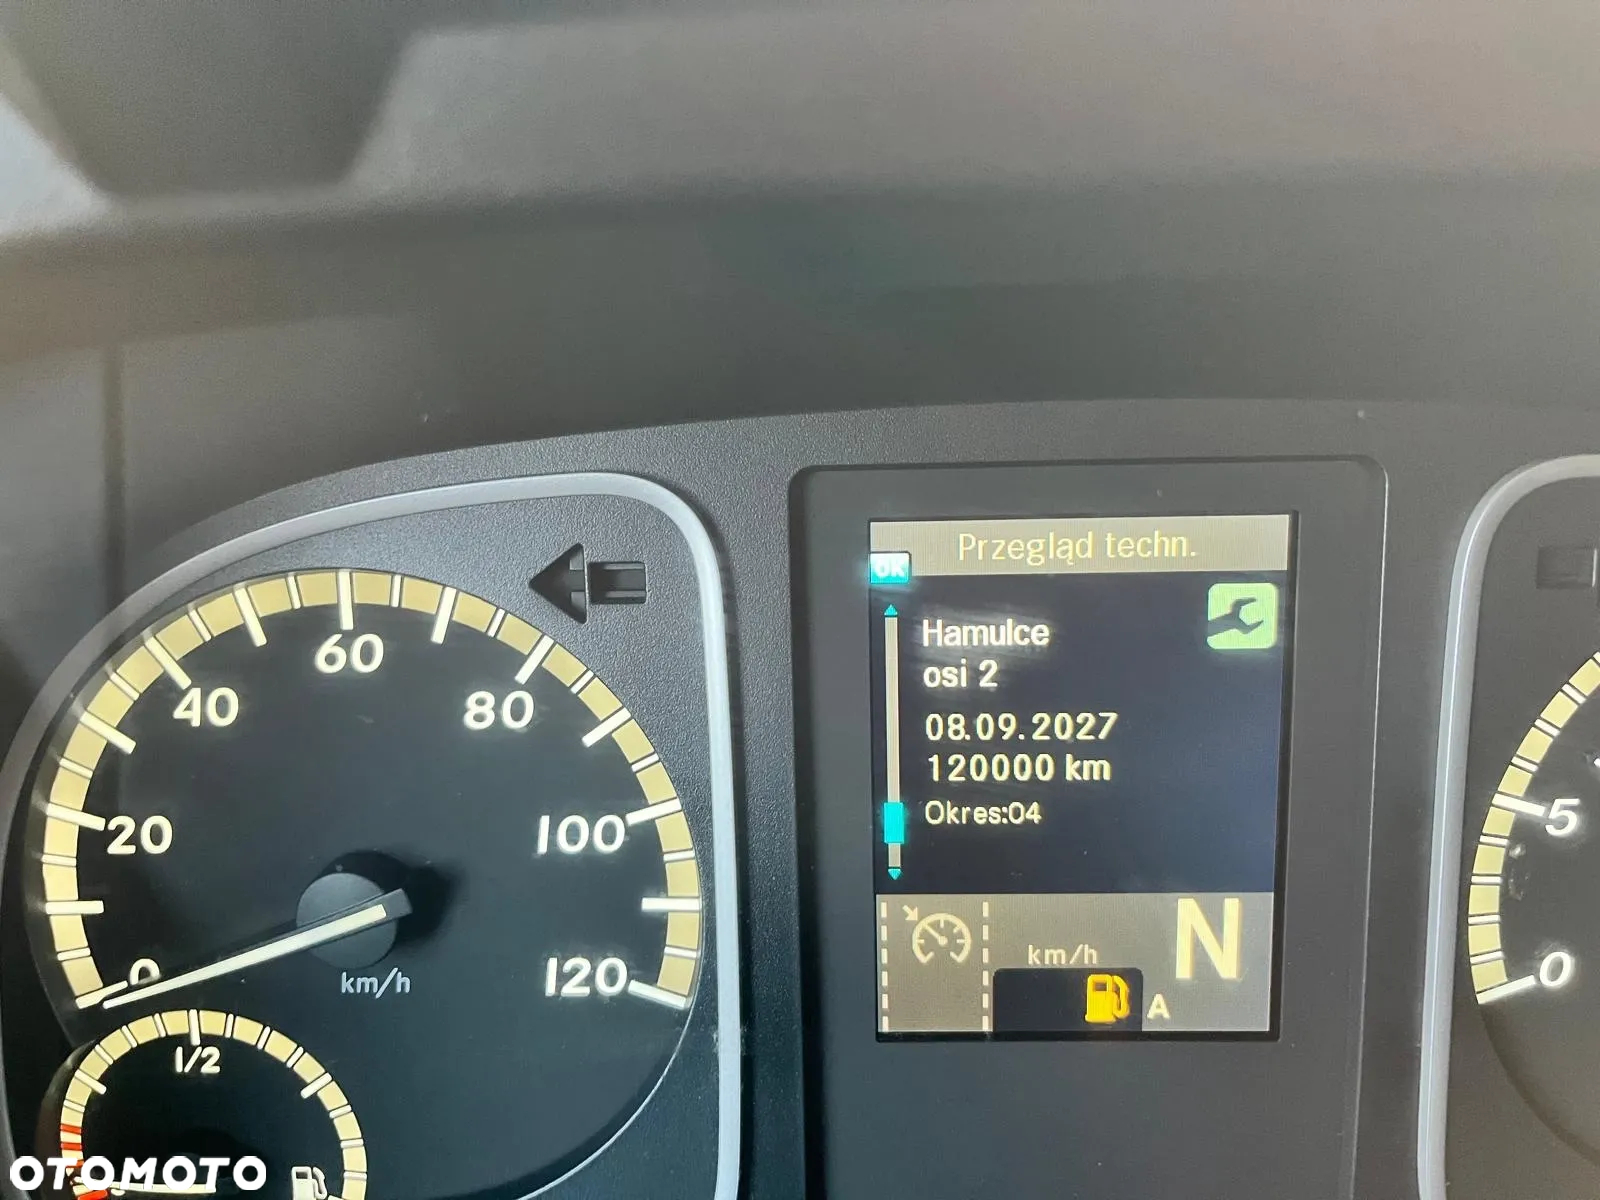 Przegląd techn.
OK
Hamulce
osi 2
08.09.2027
120000 km
Okres:04
km/h
N
A
0
20
40
60
80
100
120
km/h
1/2
5
0
OTOMOTO